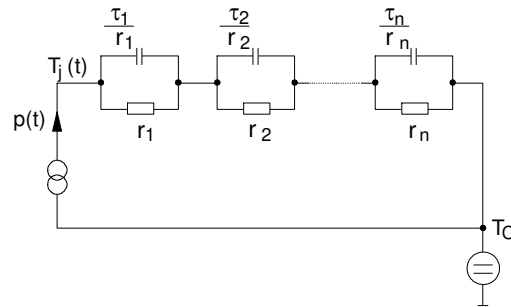 τ1
r1
τ2
r2
τn
rn
Tj(t)
p(t)
r1
r2
rn
TC